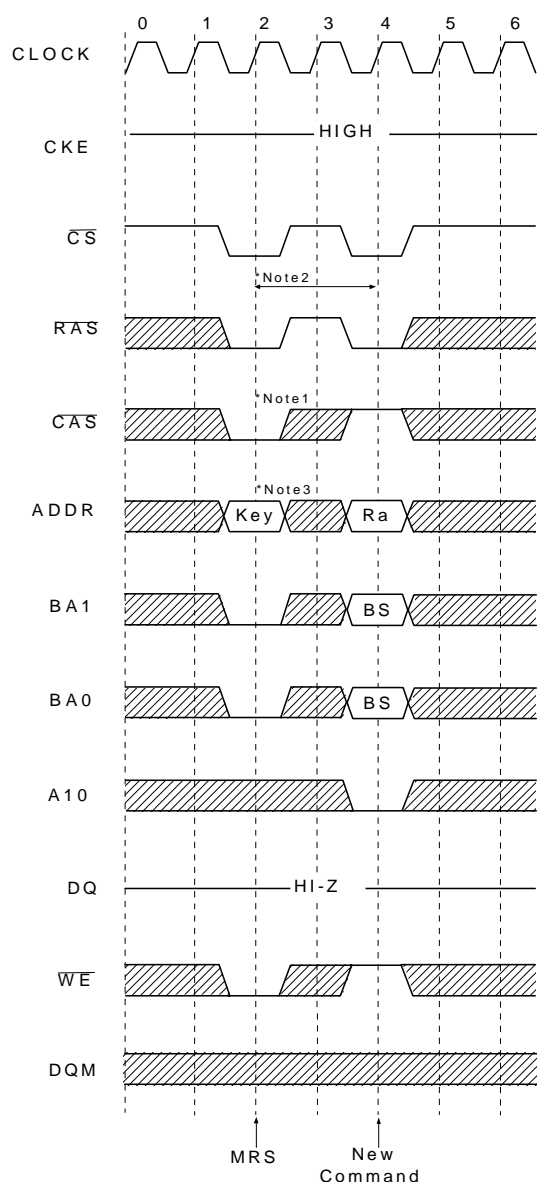 0 1 2 3 4 5 6
CLOCK
CKE
HIGH
CS
*Note2
RAS
*Note1
CAS
*Note3
ADDR
Key
Ra
BA1
BS
BA0
BS
A10
DQ
HI-Z
WE
DQM
MRS
New
Command